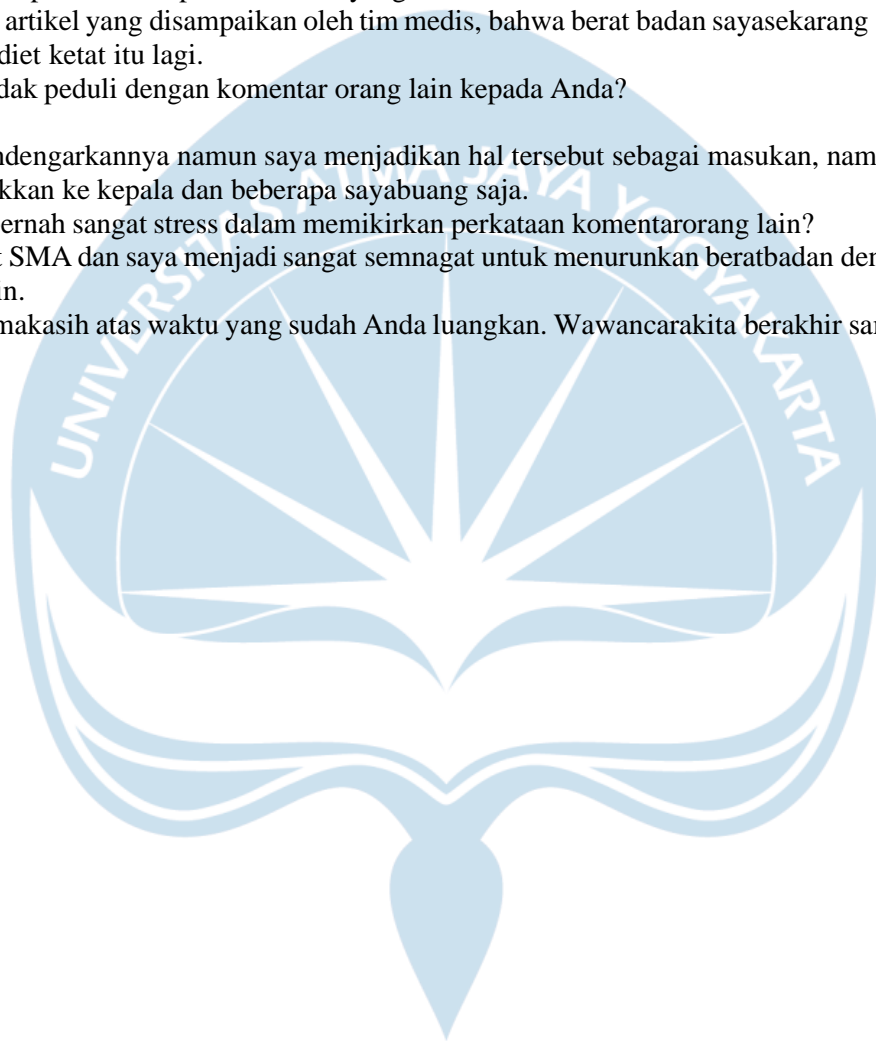 artikel yang disampaikan oleh tim medis, bahwa berat badan sayasekarang
diet ketat itu lagi.
dak peduli dengan komentar orang lain kepada Anda?
ndengarkannya namun saya menjadikan hal tersebut sebagai masukan, nam
kkan ke kepala dan beberapa sayabuang saja.
ernah sangat stress dalam memikirkan perkataan komentarorang lain?
t SMA dan saya menjadi sangat semnagat untuk menurunkan beratbadan den
in.
makasih atas waktu yang sudah Anda luangkan. Wawancarakita berakhir sam
UNIVERSITAS ATMA JAYA YOGYAKARTA